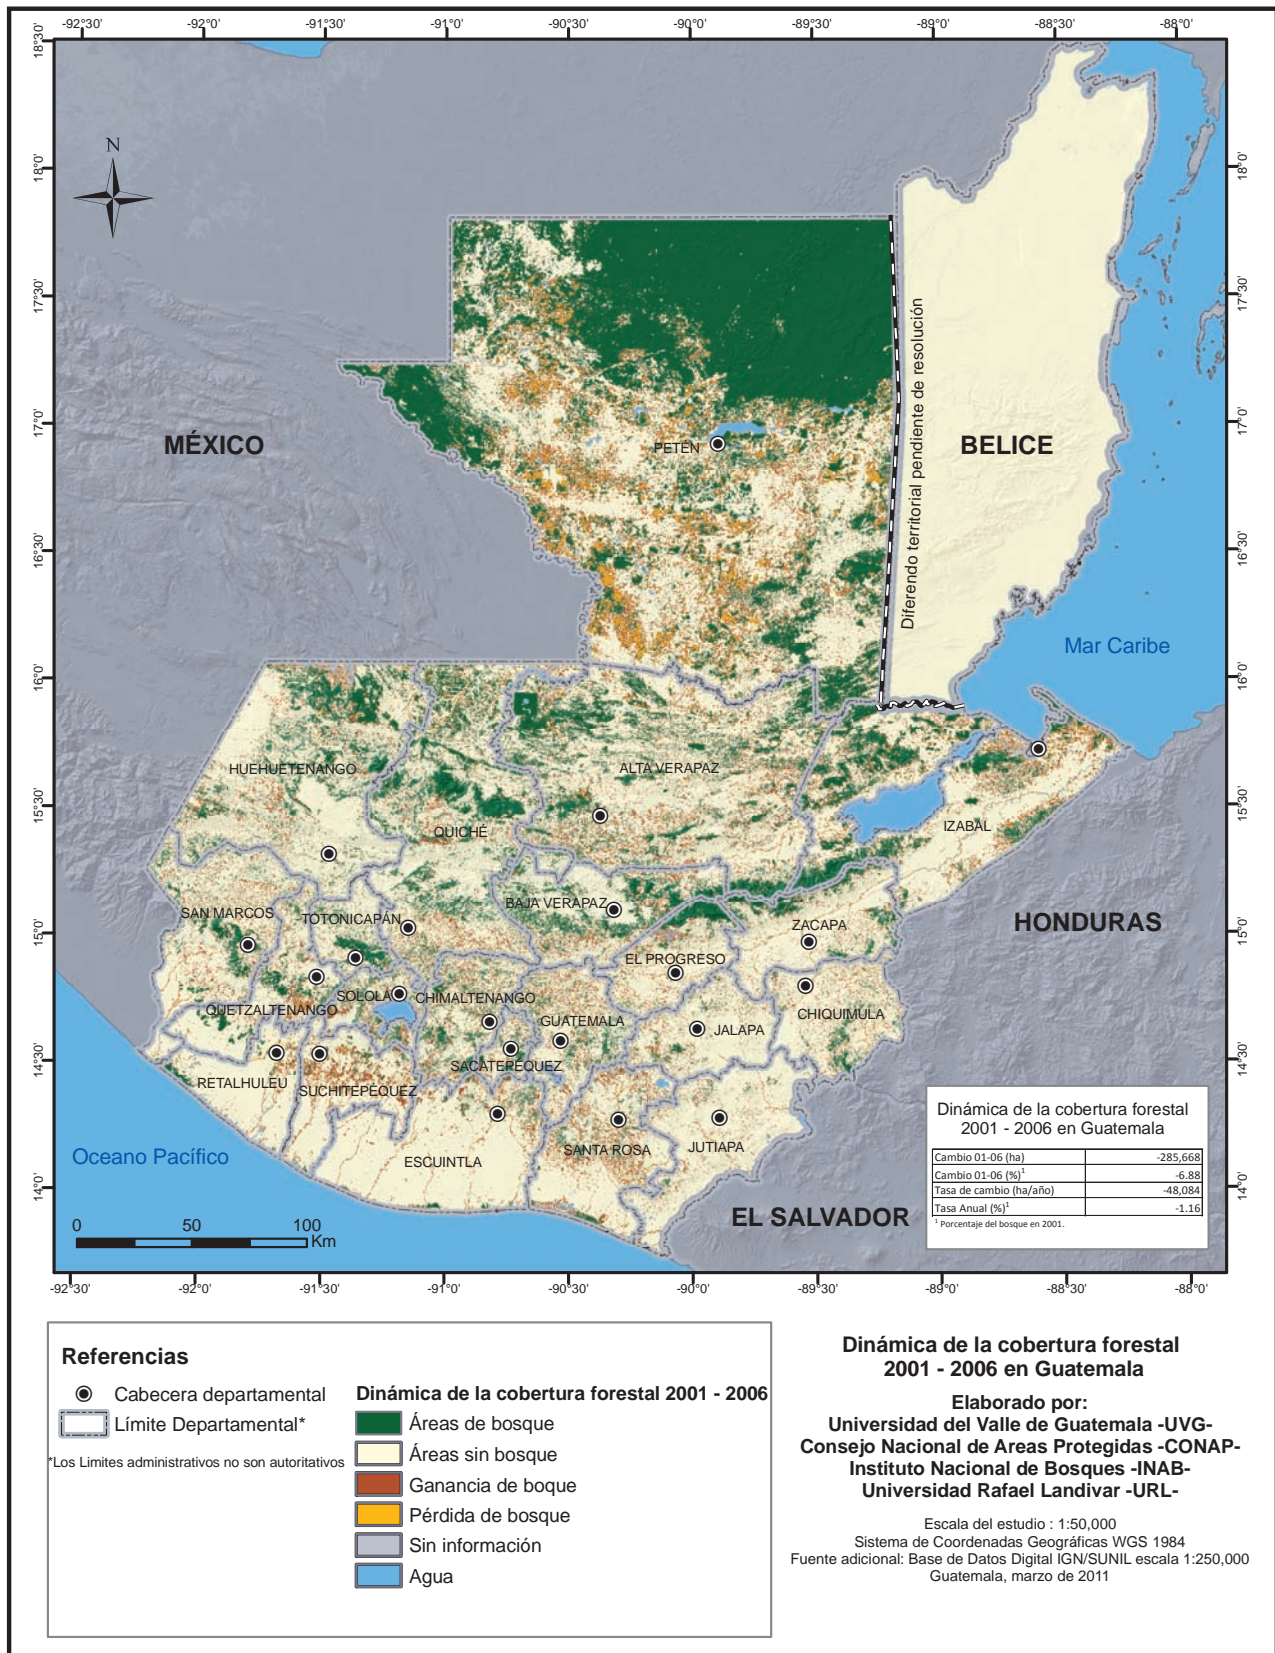 -92°30'
-92°0'
-91°30'
-91°0'
-90°30'
-90°0'
-89°30'
-89°0'
-88°30'
-88°0'
18°30'
18°0'
18°0'
17°30'
17°30'
17°0'
17°0'
16°30'
16°30'
16°0'
16°0'
15°30'
15°30'
15°0'
15°0'
14°30'
14°30'
14°0'
14°0'
N
MÉXICO
PETÉN
BELICE
Diferendo territorial pendiente de resolución
Mar Caribe
HUEHUETENANGO
ALTA VERAPAZ
QUICHÉ
IZABAL
SAN MARCOS
TOTONICAPÁN
BAJA VERAPAZ
ZACAPA
HONDURAS
EL PROGRESO
QUETZALTENANGO
SOLOLÁ
CHIMALTENANGO
GUATEMALA
JALAPA
CHIQUIMULA
SACATEPÉQUEZ
RETALHULEU
SUCHITEPÉQUEZ
SANTA ROSA
JUTIAPA
ESCUINTLA
Oceano Pacífico
EL SALVADOR
0 50 100
Km
Dinámica de la cobertura forestal
2001 - 2006 en Guatemala
Cambio 01-06 (ha) -285,668
Cambio 01-06 (%)¹ -6.88
Tasa de cambio (ha/año) -48,084
Tasa Anual (%)¹ -1.16
¹ Porcentaje del bosque en 2001.
-92°30'
-92°0'
-91°30'
-91°0'
-90°30'
-90°0'
-89°30'
-89°0'
-88°30'
-88°0'
Referencias
Cabecera departamental
Límite Departamental*
*Los Limites administrativos no son autoritativos
Dinámica de la cobertura forestal 2001 - 2006
Áreas de bosque
Áreas sin bosque
Ganancia de boque
Pérdida de bosque
Sin información
Agua
Dinámica de la cobertura forestal
2001 - 2006 en Guatemala
Elaborado por:
Universidad del Valle de Guatemala -UVG-
Consejo Nacional de Areas Protegidas -CONAP-
Instituto Nacional de Bosques -INAB-
Universidad Rafael Landivar -URL-
Escala del estudio : 1:50,000
Sistema de Coordenadas Geográficas WGS 1984
Fuente adicional: Base de Datos Digital IGN/SUNIL escala 1:250,000
Guatemala, marzo de 2011